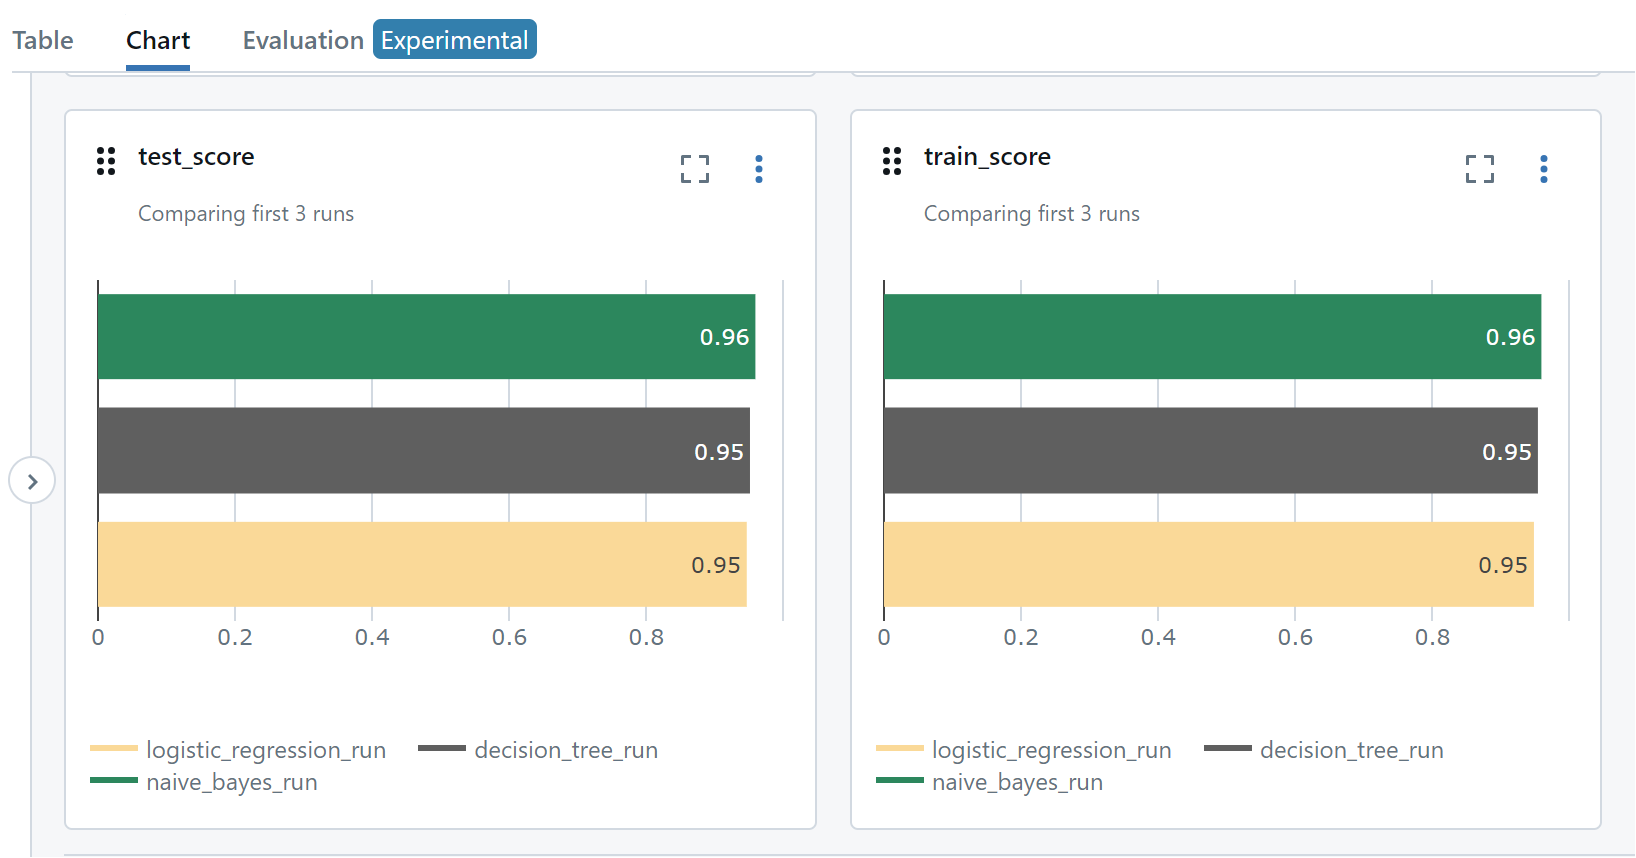 Table Chart Evaluation Experimental
test_score
Comparing first 3 runs
0.96
0.95
0.95
0 0.2 0.4 0.6 0.8
logistic_regression_run decision_tree_run
naive_bayes_run
train_score
Comparing first 3 runs
0.96
0.95
0.95
0 0.2 0.4 0.6 0.8
logistic_regression_run decision_tree_run
naive_bayes_run